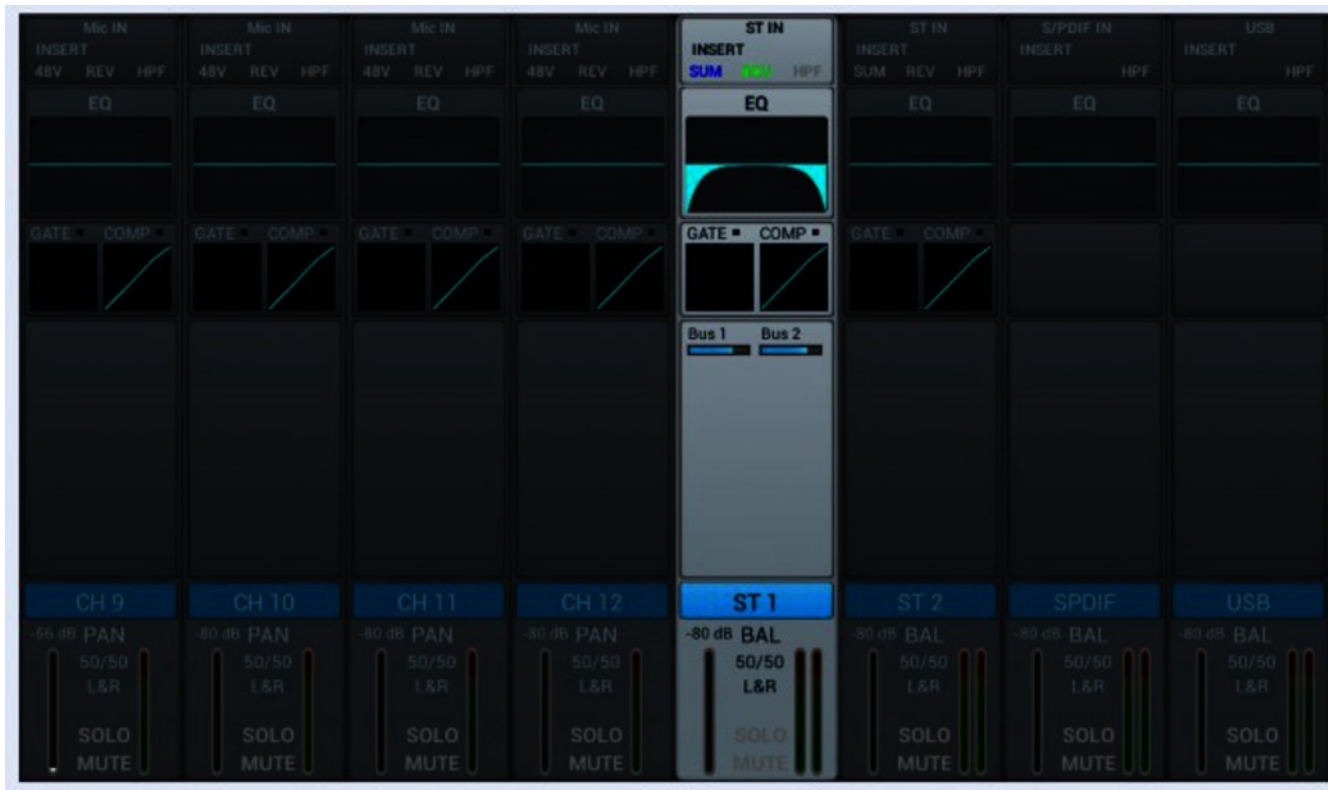 Mic IN Mic IN Mic IN Mic IN ST IN ST IN S/PDIF IN USB
INSERT INSERT INSERT INSERT INSERT INSERT INSERT INSERT
48V REV HPF 48V REV HPF 48V REV HPF 48V REV HPF SUM REV HPF SUM REV HPF HPF HPF
EQ EQ EQ EQ EQ EQ EQ EQ
GATE COMP GATE COMP GATE COMP GATE COMP GATE COMP GATE COMP
Bus 1 Bus 2
CH 9 CH 10 CH 11 CH 12 ST 1 ST 2 SPDIF USB
-56 dB PAN -80 dB PAN -80 dB PAN -80 dB PAN -80 dB BAL -80 dB BAL -80 dB BAL -80 dB BAL
50/50 50/50 50/50 50/50 50/50 50/50 50/50 50/50
L&R L&R L&R L&R L&R L&R L&R L&R
SOLO SOLO SOLO SOLO SOLO SOLO SOLO SOLO
MUTE MUTE MUTE MUTE MUTE MUTE MUTE MUTE